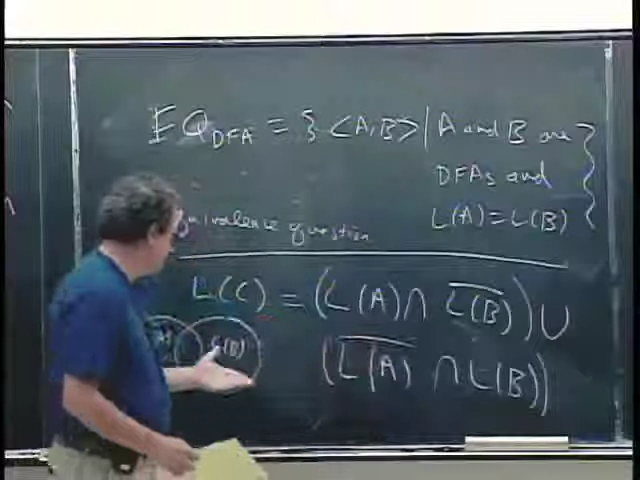 EQ_DFA = { <A,B> | A and B are
DFAs and
L(A)=L(B) }
equivalence question
L(C) = (L(A) ∩ L̅(̅B̅)̅) ∪
(L̅(̅A̅)̅ ∩ L(B))
L(B)